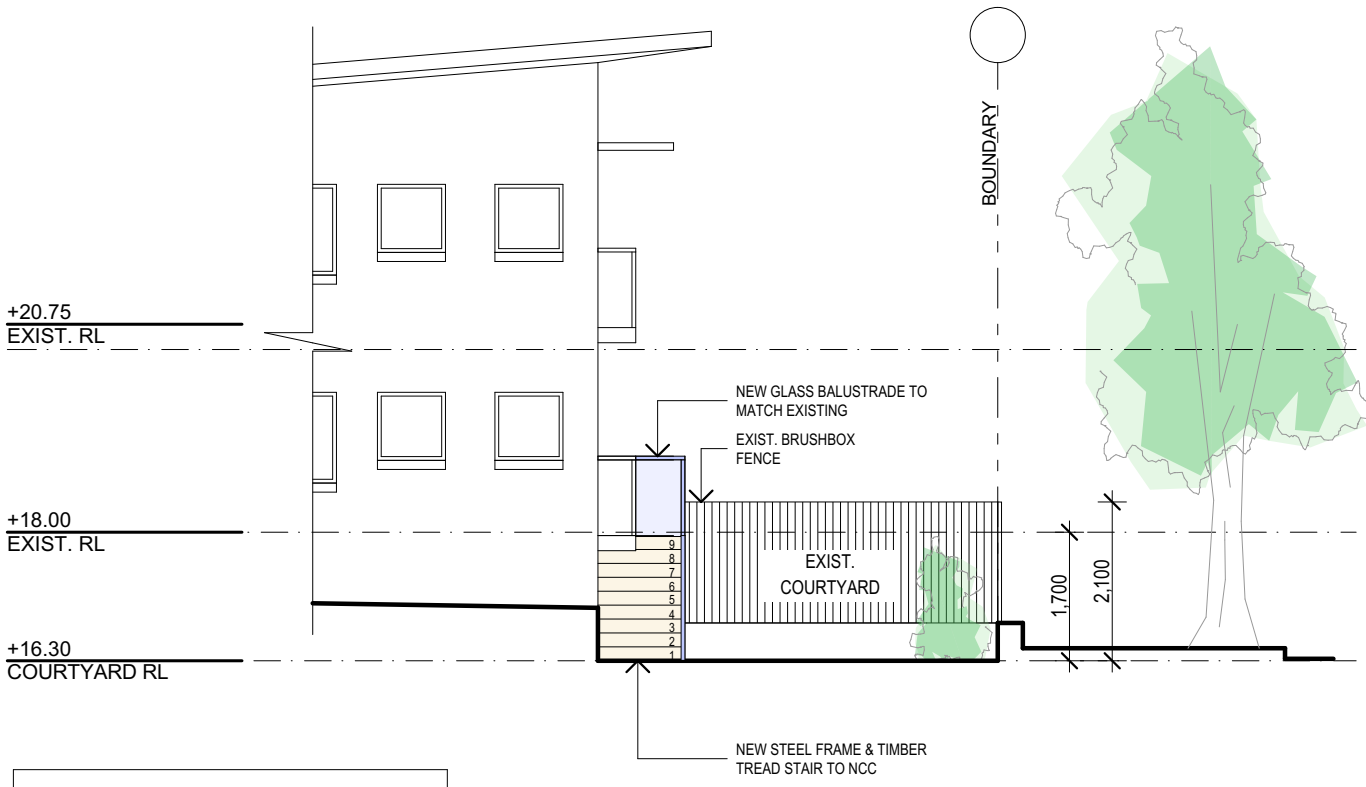 BOUNDARY
+20.75
EXIST. RL
NEW GLASS BALUSTRADE TO
MATCH EXISTING
EXIST. BRUSHBOX
FENCE
+18.00
EXIST. RL
9
8
7
6
5
4
3
2
1
EXIST.
COURTYARD
1,700
2,100
+16.30
COURTYARD RL
NEW STEEL FRAME & TIMBER
TREAD STAIR TO NCC